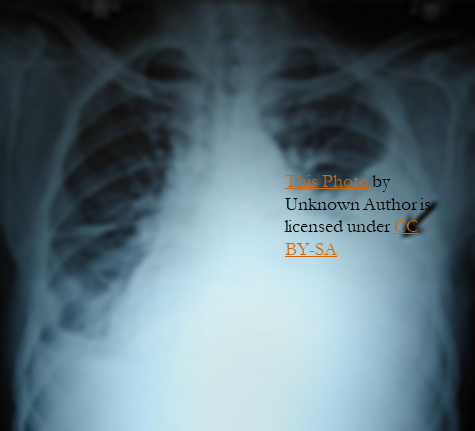 This Photo by
Unknown Author is
licensed under CC
BY-SA